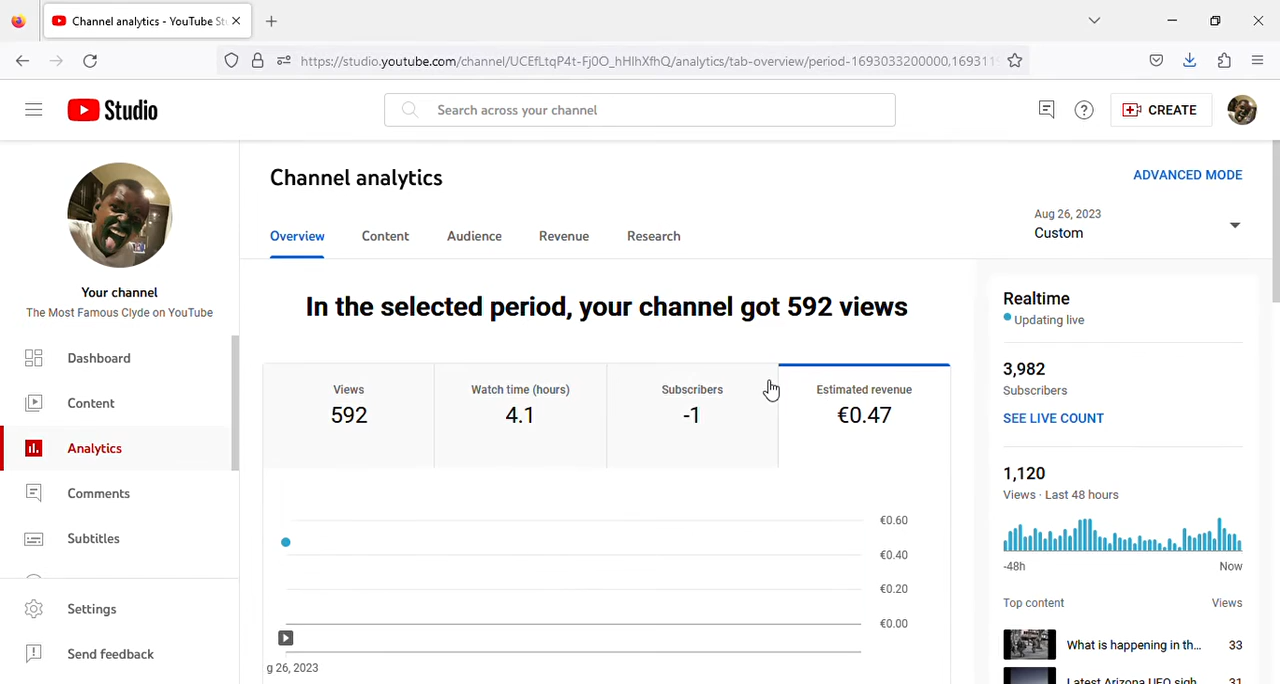 Channel analytics - YouTube St
https://studio.youtube.com/channel/UCEfLtqP4t-Fj0O_hHIhXfhQ/analytics/tab-overview/period-1693033200000,16931
Studio
Search across your channel
CREATE
Your channel
The Most Famous Clyde on YouTube
Dashboard
Content
Analytics
Comments
Subtitles
Settings
Send feedback
Channel analytics
ADVANCED MODE
Overview
Content
Audience
Revenue
Research
Aug 26, 2023
Custom
In the selected period, your channel got 592 views
Views
592
Watch time (hours)
4.1
Subscribers
-1
Estimated revenue
€0.47
€0.60
€0.40
€0.20
€0.00
g 26, 2023
Realtime
Updating live
3,982
Subscribers
SEE LIVE COUNT
1,120
Views · Last 48 hours
-48h
Now
Top content
Views
What is happening in th...
33
Latest Arizona UFO sigh
31